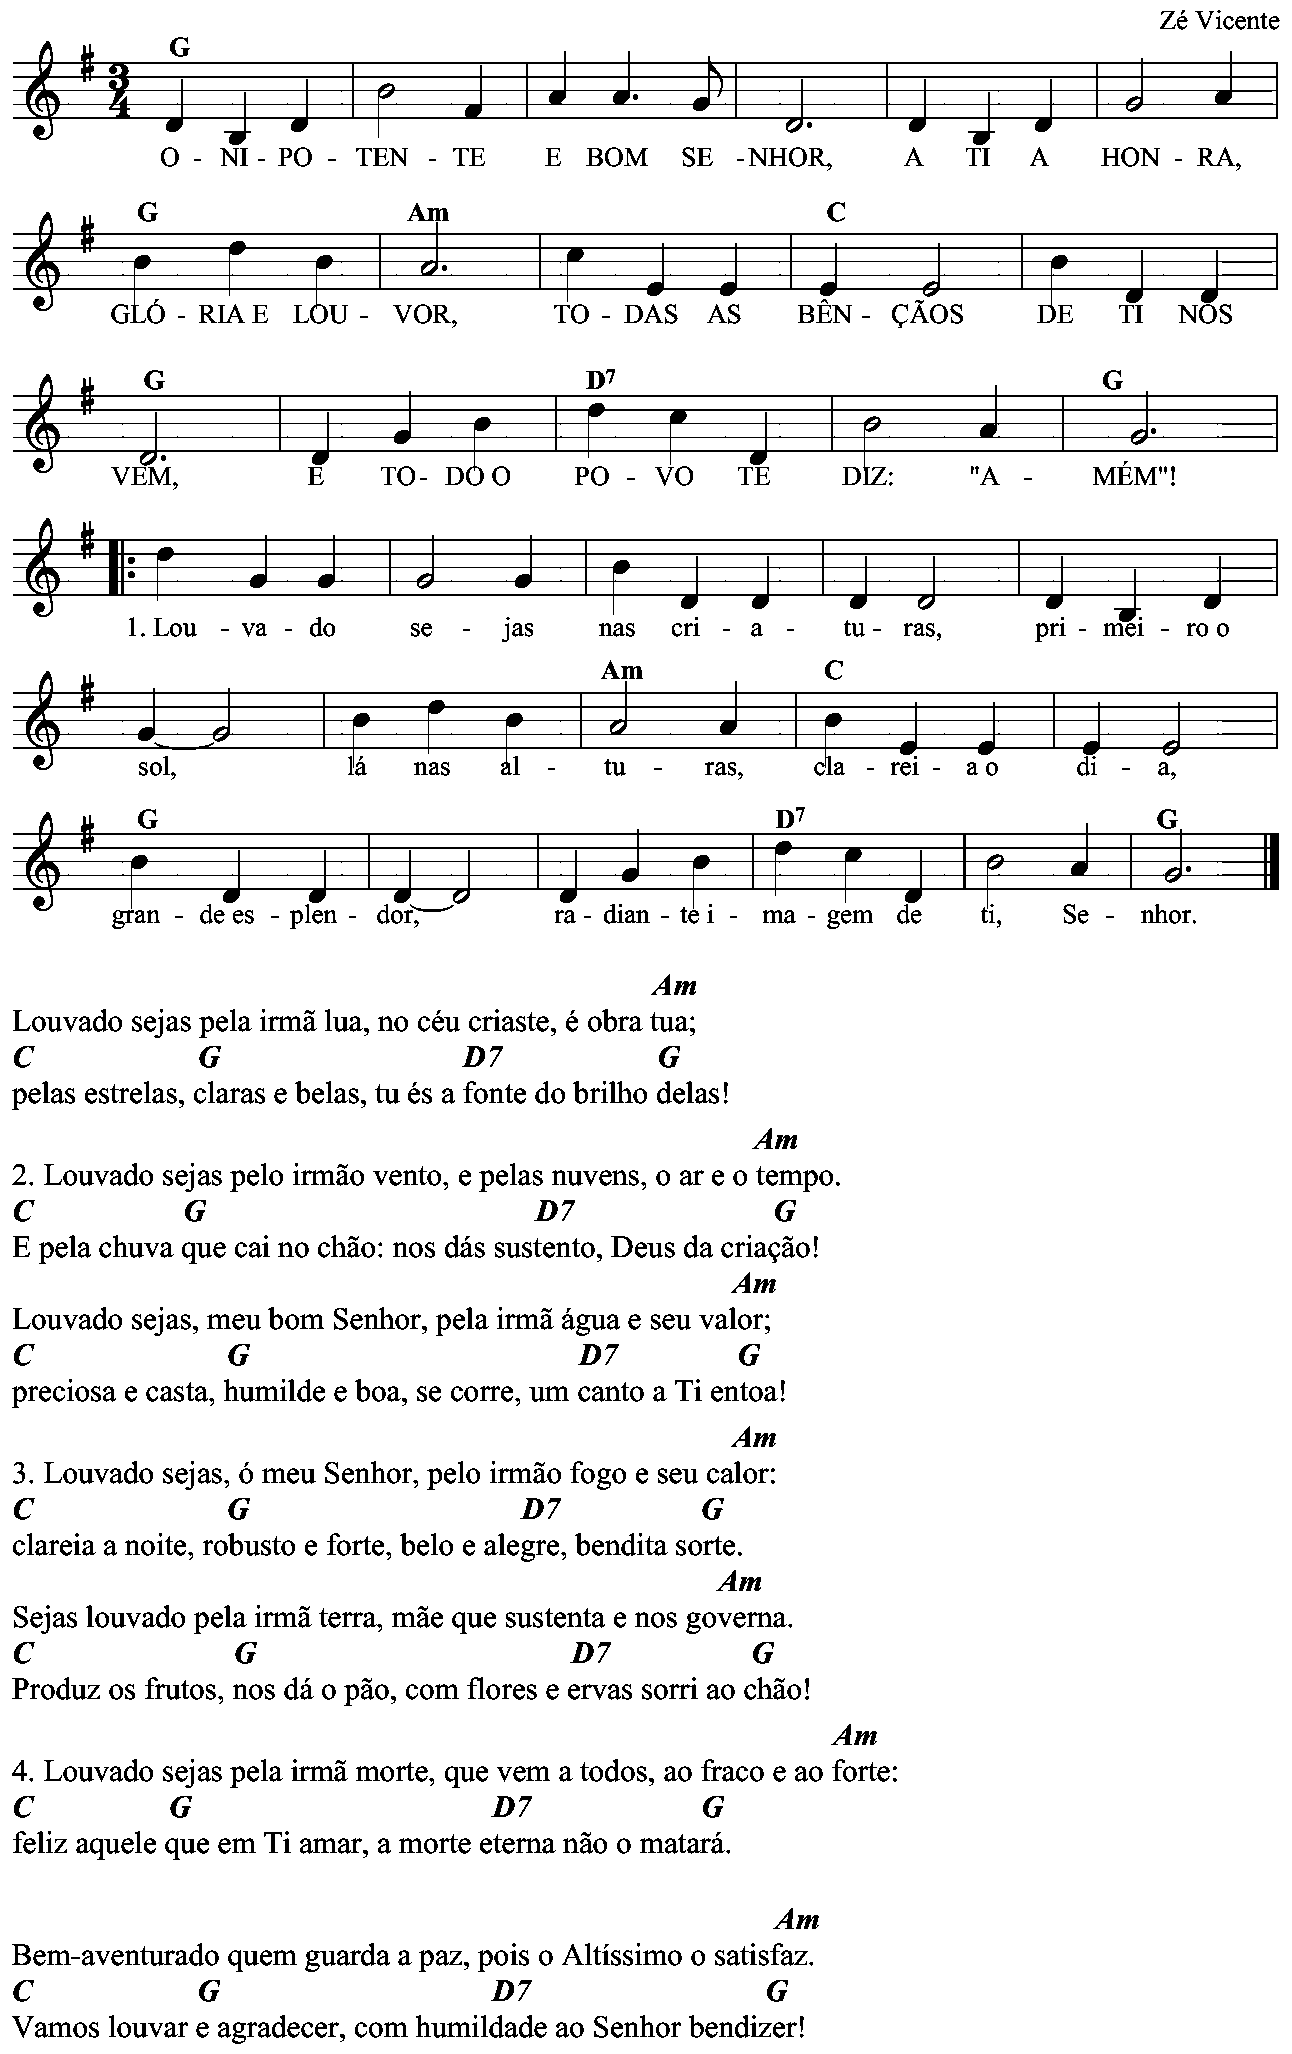 Zé Vicente
G
3
4
O - NI - PO - TEN - TE E BOM SE - NHOR, A TI A HON - RA,
G Am C
GLÓ - RIA E LOU - VOR, TO - DAS AS BÊN - ÇÃOS DE TI NOS
G D7 G
VEM, E TO - DO O PO - VO TE DIZ: "A - MÉM"!
1. Lou - va - do se - jas nas cri - a - tu - ras, pri - mei - ro o
Am C
sol, lá nas al - tu - ras, cla - rei - a o di - a,
G D7 G
gran - de es - plen - dor, ra - dian - te i - ma - gem de ti, Se - nhor.
Am
Louvado sejas pela irmã lua, no céu criaste, é obra tua;
C G D7 G
pelas estrelas, claras e belas, tu és a fonte do brilho delas!
Am
2. Louvado sejas pelo irmão vento, e pelas nuvens, o ar e o tempo.
C G D7 G
E pela chuva que cai no chão: nos dás sustento, Deus da criação!
Am
Louvado sejas, meu bom Senhor, pela irmã água e seu valor;
C G D7 G
preciosa e casta, humilde e boa, se corre, um canto a Ti entoa!
Am
3. Louvado sejas, ó meu Senhor, pelo irmão fogo e seu calor:
C G D7 G
clareia a noite, robusto e forte, belo e alegre, bendita sorte.
Am
Sejas louvado pela irmã terra, mãe que sustenta e nos governa.
C G D7 G
Produz os frutos, nos dá o pão, com flores e ervas sorri ao chão!
Am
4. Louvado sejas pela irmã morte, que vem a todos, ao fraco e ao forte:
C G D7 G
feliz aquele que em Ti amar, a morte eterna não o matará.
Am
Bem-aventurado quem guarda a paz, pois o Altíssimo o satisfaz.
C G D7 G
Vamos louvar e agradecer, com humildade ao Senhor bendizer!